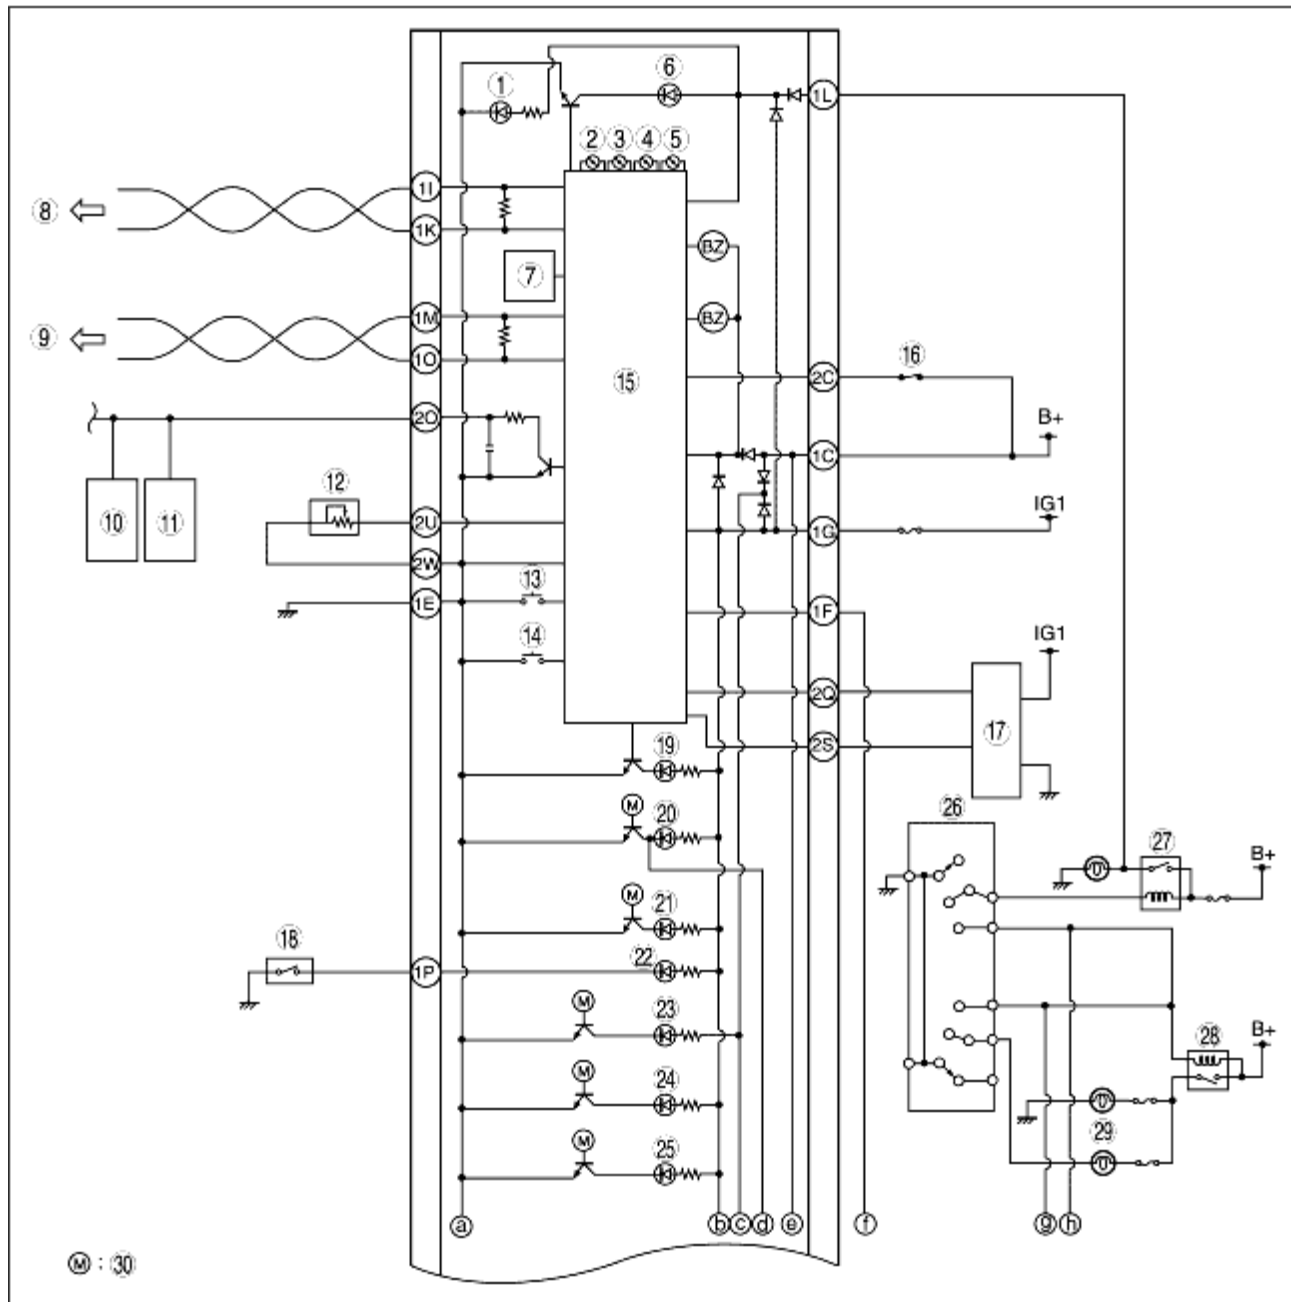 ① ⑥ 1L
② ③ ④ ⑤
1I
⑧
1K
BZ
⑦
1M
BZ
⑨
1O
⑮
⑯
2C
2O
B+
1C
⑫
⑩ ⑪
IG1
2U
1G
2W
⑬
1E
1F
⑭
IG1
2Q
⑰
2S
⑲
M ⑳
㉖
㉗
B+
M ㉑
⑱
㉒
1P
M ㉓
㉘
B+
M ㉔
㉙
M ㉕
a b c d e f g h
M : ㉚